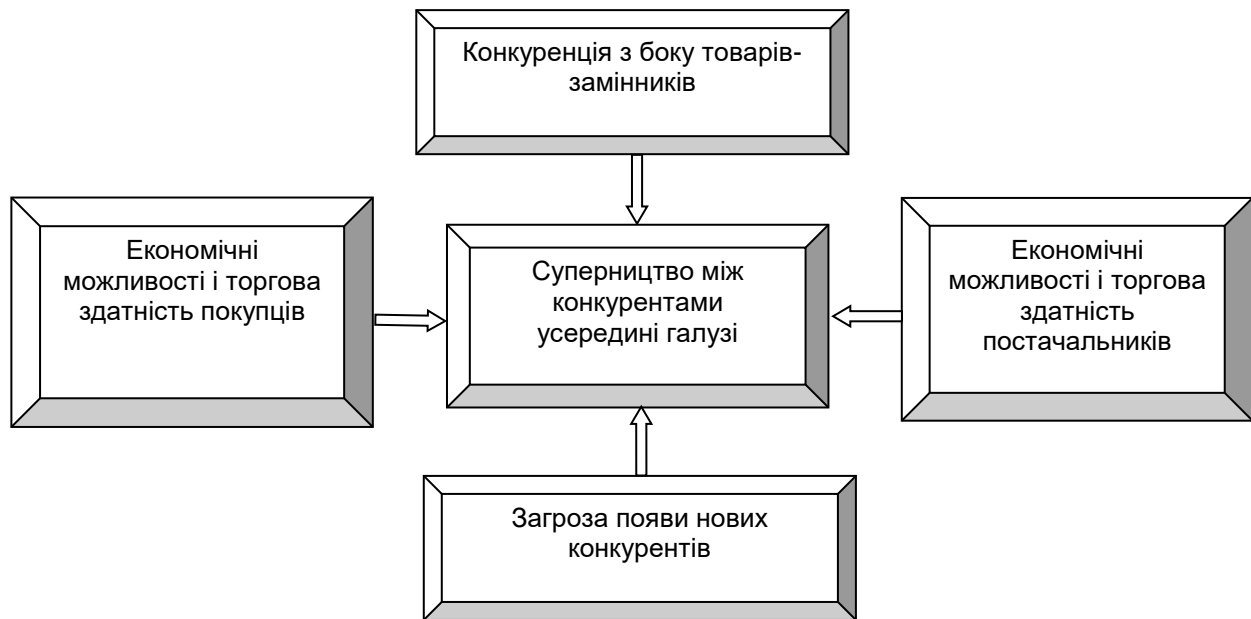 Конкуренція з боку товарів-
замінників
Економічні
можливості і торгова
здатність покупців
Суперництво між
конкурентами
усередині галузі
Економічні
можливості і торгова
здатність
постачальників
Загроза появи нових
конкурентів